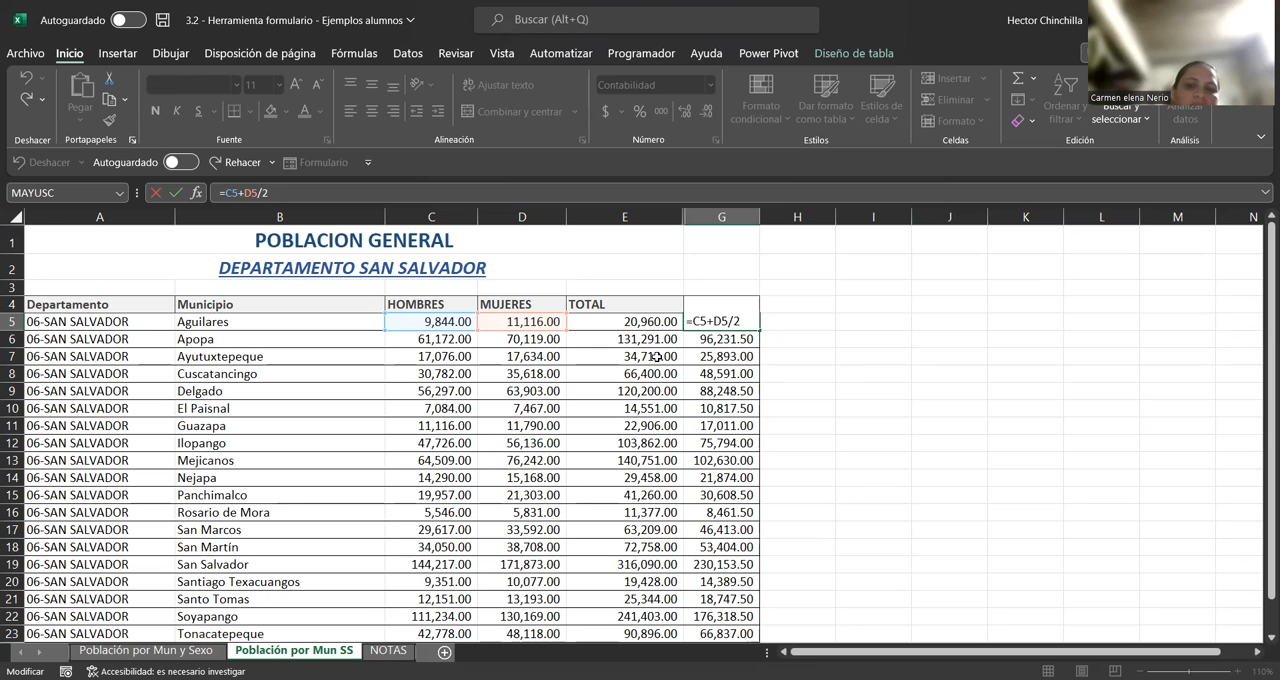 Autoguardado 3.2 - Herramienta formulario - Ejemplos alumnos Buscar (Alt+Q) Hector Chinchilla
Archivo Inicio Insertar Dibujar Disposición de página Fórmulas Datos Revisar Vista Automatizar Programador Ayuda Power Pivot Diseño de tabla
Pegar 11 Ajustar texto Contabilidad Formato condicional Dar formato como tabla Estilos de celda Insertar
N K S Combinar y centrar $ % 000 Eliminar
Formato Ordenar y filtrar Buscar y seleccionar Analizar datos
Carmen elena Nerio
Deshacer Portapapeles Fuente Alineación Número Estilos Celdas Edición Análisis
Deshacer Autoguardado Rehacer Formulario
MAYUSC =C5+D5/2
A B C D E G H I J K L M N
1 POBLACION GENERAL
2 DEPARTAMENTO SAN SALVADOR
3
4 Departamento Municipio HOMBRES MUJERES TOTAL
5 06-SAN SALVADOR Aguilares 9,844.00 11,116.00 20,960.00 =C5+D5/2
6 06-SAN SALVADOR Apopa 61,172.00 70,119.00 131,291.00 96,231.50
7 06-SAN SALVADOR Ayutuxtepeque 17,076.00 17,634.00 25,893.00
8 06-SAN SALVADOR Cuscatancingo 30,782.00 35,618.00 66,400.00 48,591.00
9 06-SAN SALVADOR Delgado 56,297.00 63,903.00 120,200.00 88,248.50
10 06-SAN SALVADOR El Paisnal 7,084.00 7,467.00 14,551.00 10,817.50
11 06-SAN SALVADOR Guazapa 11,116.00 11,790.00 22,906.00 17,011.00
12 06-SAN SALVADOR Ilopango 47,726.00 56,136.00 103,862.00 75,794.00
13 06-SAN SALVADOR Mejicanos 64,509.00 76,242.00 140,751.00 102,630.00
14 06-SAN SALVADOR Nejapa 14,290.00 15,168.00 29,458.00 21,874.00
15 06-SAN SALVADOR Panchimalco 19,957.00 21,303.00 41,260.00 30,608.50
16 06-SAN SALVADOR Rosario de Mora 5,546.00 5,831.00 11,377.00 8,461.50
17 06-SAN SALVADOR San Marcos 29,617.00 33,592.00 63,209.00 46,413.00
18 06-SAN SALVADOR San Martín 34,050.00 38,708.00 72,758.00 53,404.00
19 06-SAN SALVADOR San Salvador 144,217.00 171,873.00 316,090.00 230,153.50
20 06-SAN SALVADOR Santiago Texacuangos 9,351.00 10,077.00 19,428.00 14,389.50
21 06-SAN SALVADOR Santo Tomas 12,151.00 13,193.00 25,344.00 18,747.50
22 06-SAN SALVADOR Soyapango 111,234.00 130,169.00 241,403.00 176,318.50
23 06-SAN SALVADOR Tonacatepeque 42,778.00 48,118.00 90,896.00 66,837.00
Población por Mun y Sexo Población por Mun SS NOTAS
Modificar Accesibilidad: es necesario investigar 110%